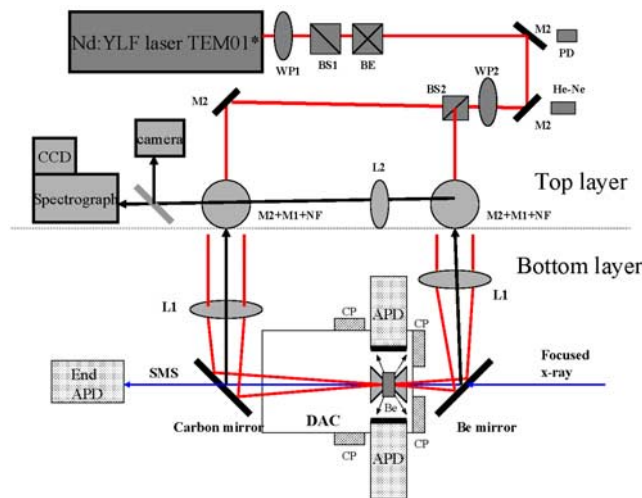 Nd:YLF laser TEM01*
WP1
BS1
BE
M2
PD
He-Ne
M2
WP2
BS2
M2
camera
CCD
Spectrograph
L2
Top layer
M2+M1+NF
M2+M1+NF
Bottom layer
L1
L1
CP
APD
CP
End
APD
SMS
Focused
x-ray
Carbon mirror
DAC
Be
Be mirror
CP
APD
CP